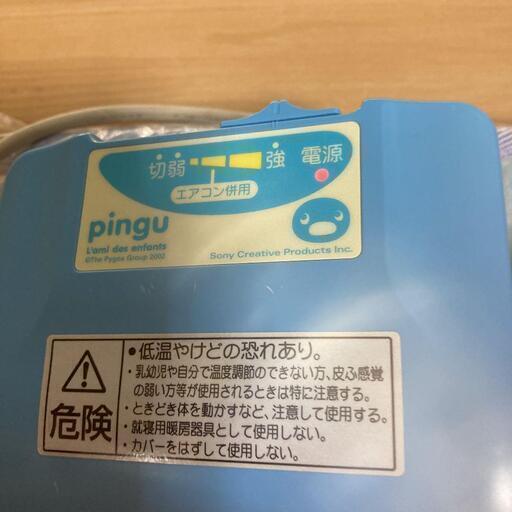 切 弱 強 電源
エアコン併用
pingu
L'ami des enfants
©The Pygos Group 2002
Sony Creative Products Inc.
危険
•低温やけどの恐れあり。
・乳幼児や自分で温度調節のできない方、皮ふ感覚
の弱い方等が使用されるときは特に注意する。
・ときどき体を動かすなど、注意して使用する。
・就寝用暖房器具として使用しない。
・カバーをはずして使用しない。